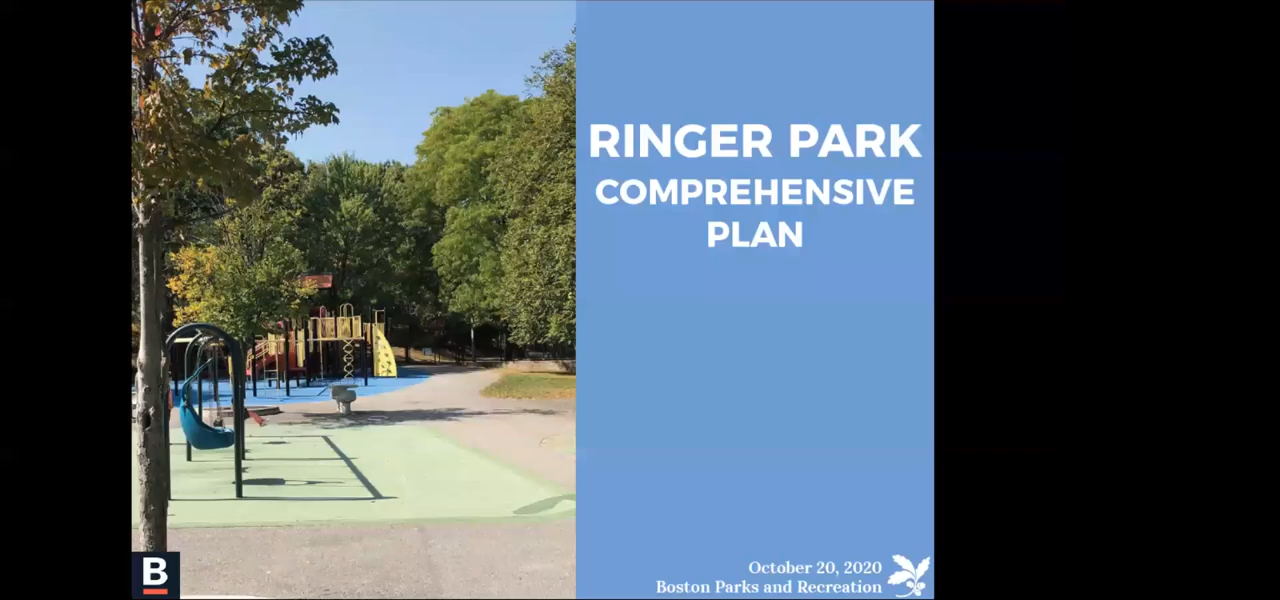 RINGER PARK
COMPREHENSIVE
PLAN
October 20, 2020
Boston Parks and Recreation
B